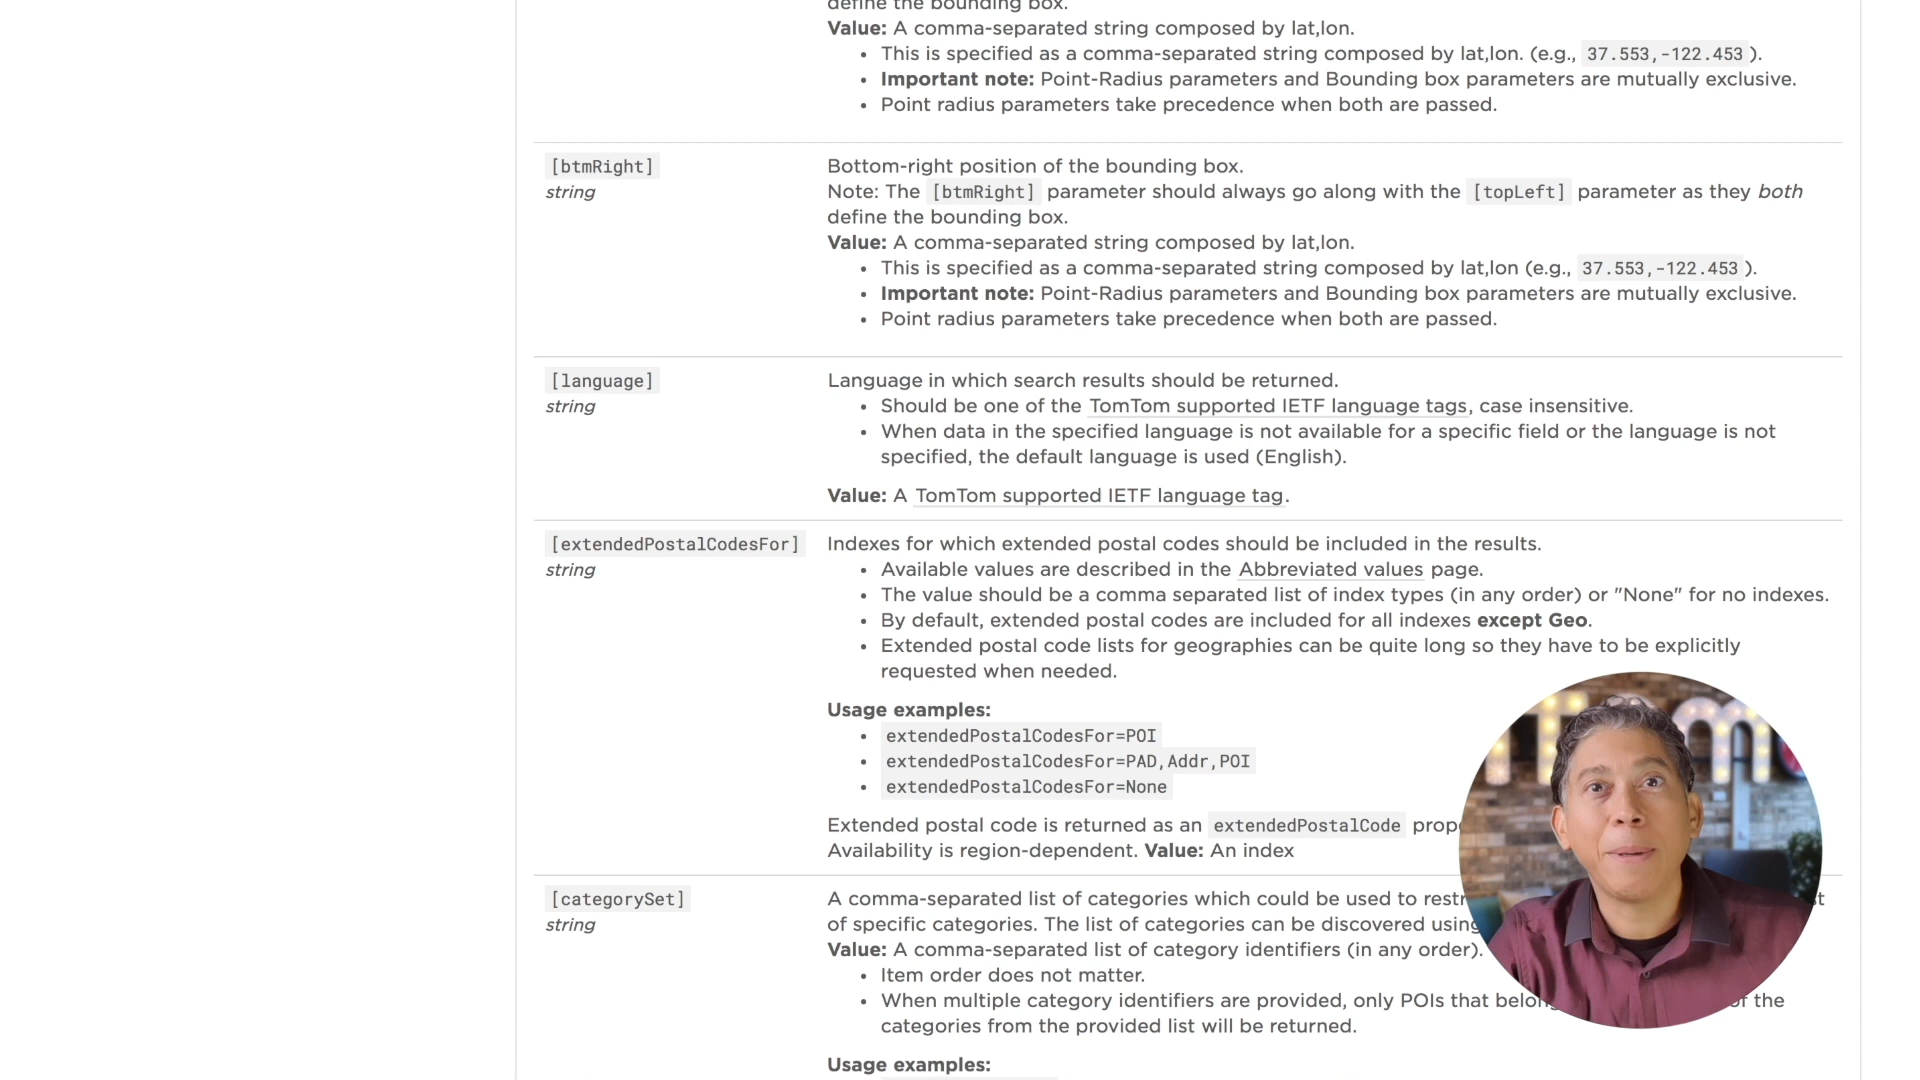 define the bounding box.
Value: A comma-separated string composed by lat,lon.
• This is specified as a comma-separated string composed by lat,lon. (e.g., 37.553,-122.453 ).
• Important note: Point-Radius parameters and Bounding box parameters are mutually exclusive.
• Point radius parameters take precedence when both are passed.
[btmRight]
string
Bottom-right position of the bounding box.
Note: The [btmRight] parameter should always go along with the [topLeft] parameter as they both
define the bounding box.
Value: A comma-separated string composed by lat,lon.
• This is specified as a comma-separated string composed by lat,lon (e.g., 37.553,-122.453 ).
• Important note: Point-Radius parameters and Bounding box parameters are mutually exclusive.
• Point radius parameters take precedence when both are passed.
[language]
string
Language in which search results should be returned.
• Should be one of the TomTom supported IETF language tags, case insensitive.
• When data in the specified language is not available for a specific field or the language is not
specified, the default language is used (English).
Value: A TomTom supported IETF language tag.
[extendedPostalCodesFor]
string
Indexes for which extended postal codes should be included in the results.
• Available values are described in the Abbreviated values page.
• The value should be a comma separated list of index types (in any order) or "None" for no indexes.
• By default, extended postal codes are included for all indexes except Geo.
• Extended postal code lists for geographies can be quite long so they have to be explicitly
requested when needed.
Usage examples:
• extendedPostalCodesFor=POI
• extendedPostalCodesFor=PAD,Addr,POI
• extendedPostalCodesFor=None
Extended postal code is returned as an extendedPostalCode
Availability is region-dependent. Value: An index
[categorySet]
string
A comma-separated list of categories which could be used to
of specific categories. The list of categories can be discovered using
Value: A comma-separated list of category identifiers (in any order).
• Item order does not matter.
• When multiple category identifiers are provided, only POIs that of the
categories from the provided list will be returned.
Usage examples: